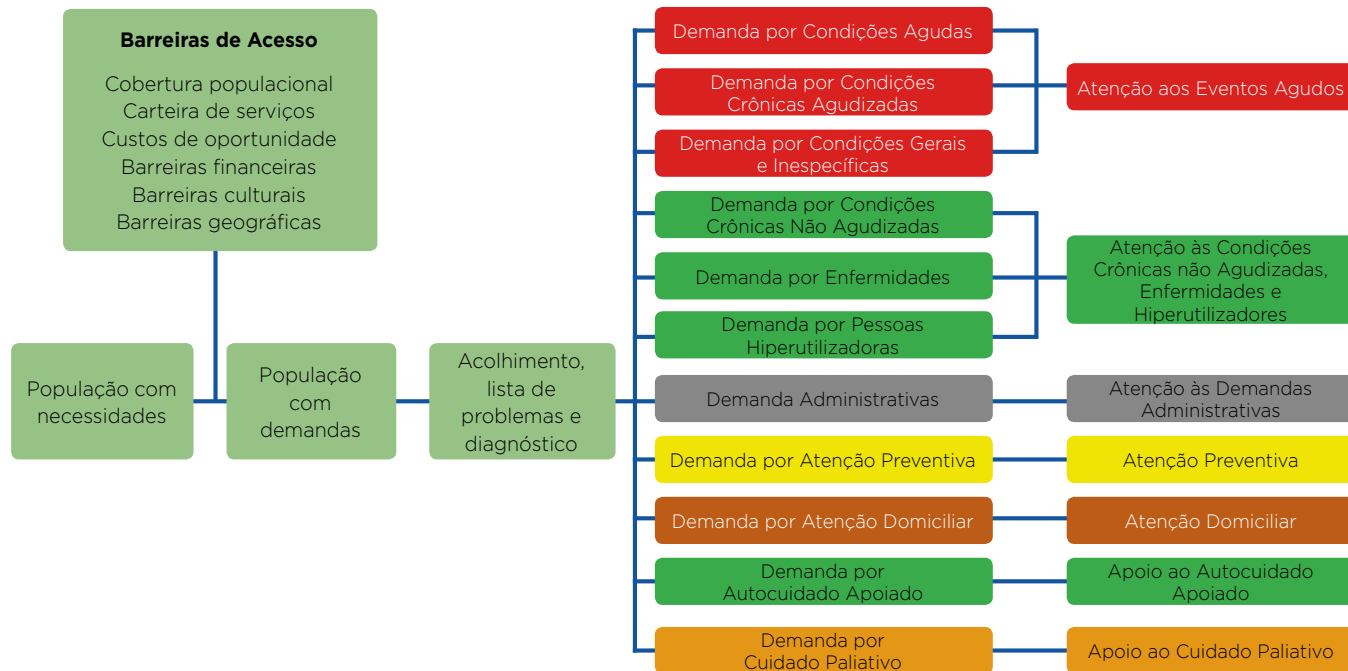 Barreiras de Acesso
Cobertura populacional
Carteira de serviços
Custos de oportunidade
Barreiras financeiras
Barreiras culturais
Barreiras geográficas
População com
necessidades
População
com
demandas
Acolhimento,
lista de
problemas e
diagnóstico
Demanda por Condições Agudas
Demanda por Condições
Crônicas Agudizadas
Demanda por Condições Gerais
e Inespecíficas
Atenção aos Eventos Agudos
Demanda por Condições
Crônicas Não Agudizadas
Demanda por Enfermidades
Demanda por Pessoas
Hiperutilizadoras
Atenção às Condições
Crônicas não Agudizadas,
Enfermidades e
Hiperutilizadores
Demanda Administrativas
Atenção às Demandas
Administrativas
Demanda por Atenção Preventiva
Atenção Preventiva
Demanda por Atenção Domiciliar
Atenção Domiciliar
Demanda por
Autocuidado Apoiado
Apoio ao Autocuidado
Apoiado
Demanda por
Cuidado Paliativo
Apoio ao Cuidado Paliativo